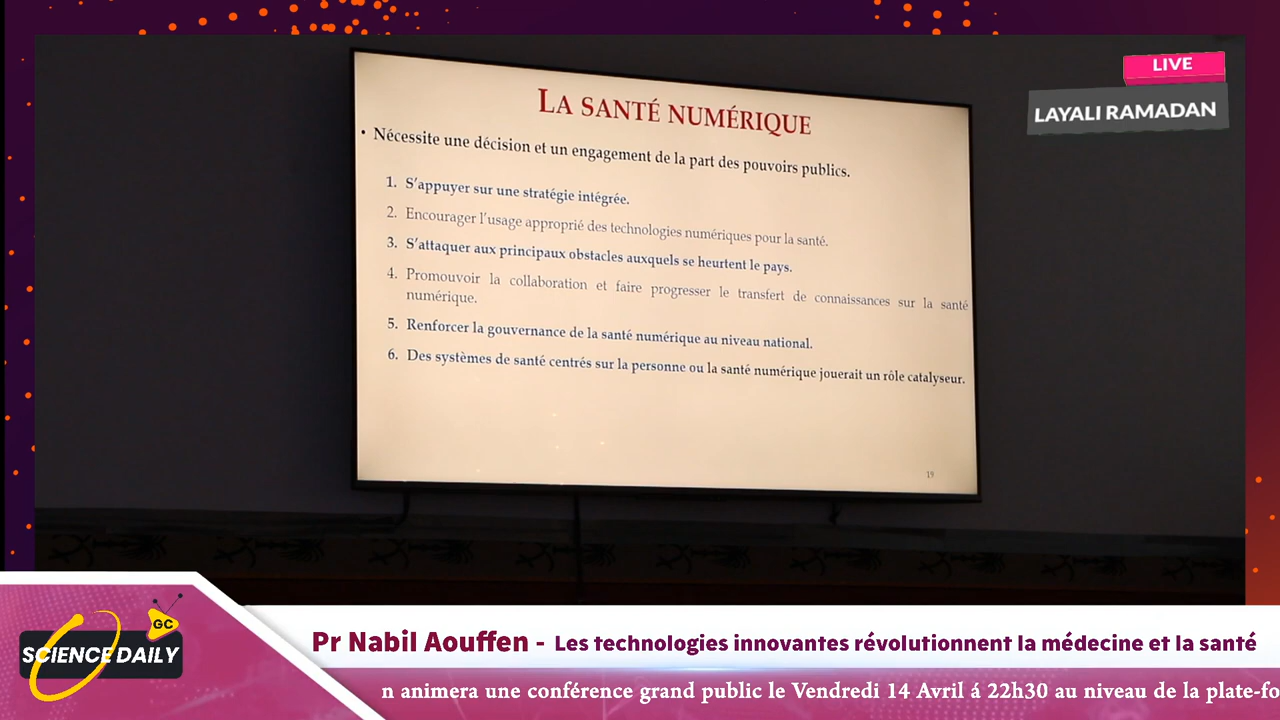 LIVE
LAYALI RAMADAN
LA SANTÉ NUMÉRIQUE
• Nécessite une décision et un engagement de la part des pouvoirs publics.
1. S'appuyer sur une stratégie intégrée.
2. Encourager l'usage approprié des technologies numériques pour la santé.
3. S'attaquer aux principaux obstacles auxquels se heurtent le pays.
4. Promouvoir la collaboration et faire progresser le transfert de connaissances sur la santé
numérique.
5. Renforcer la gouvernance de la santé numérique au niveau national.
6. Des systèmes de santé centrés sur la personne ou la santé numérique jouerait un rôle catalyseur.
19
GC
SCIENCE DAILY
Pr Nabil Aouffen - Les technologies innovantes révolutionnent la médecine et la santé
n animera une conférence grand public le Vendredi 14 Avril á 22h30 au niveau de la plate-fo